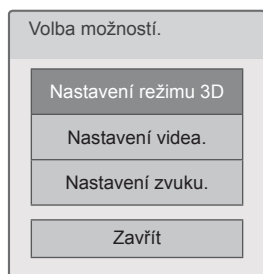 Volba možností.
Nastavení režimu 3D
Nastavení videa.
Nastavení zvuku.
Zavřít